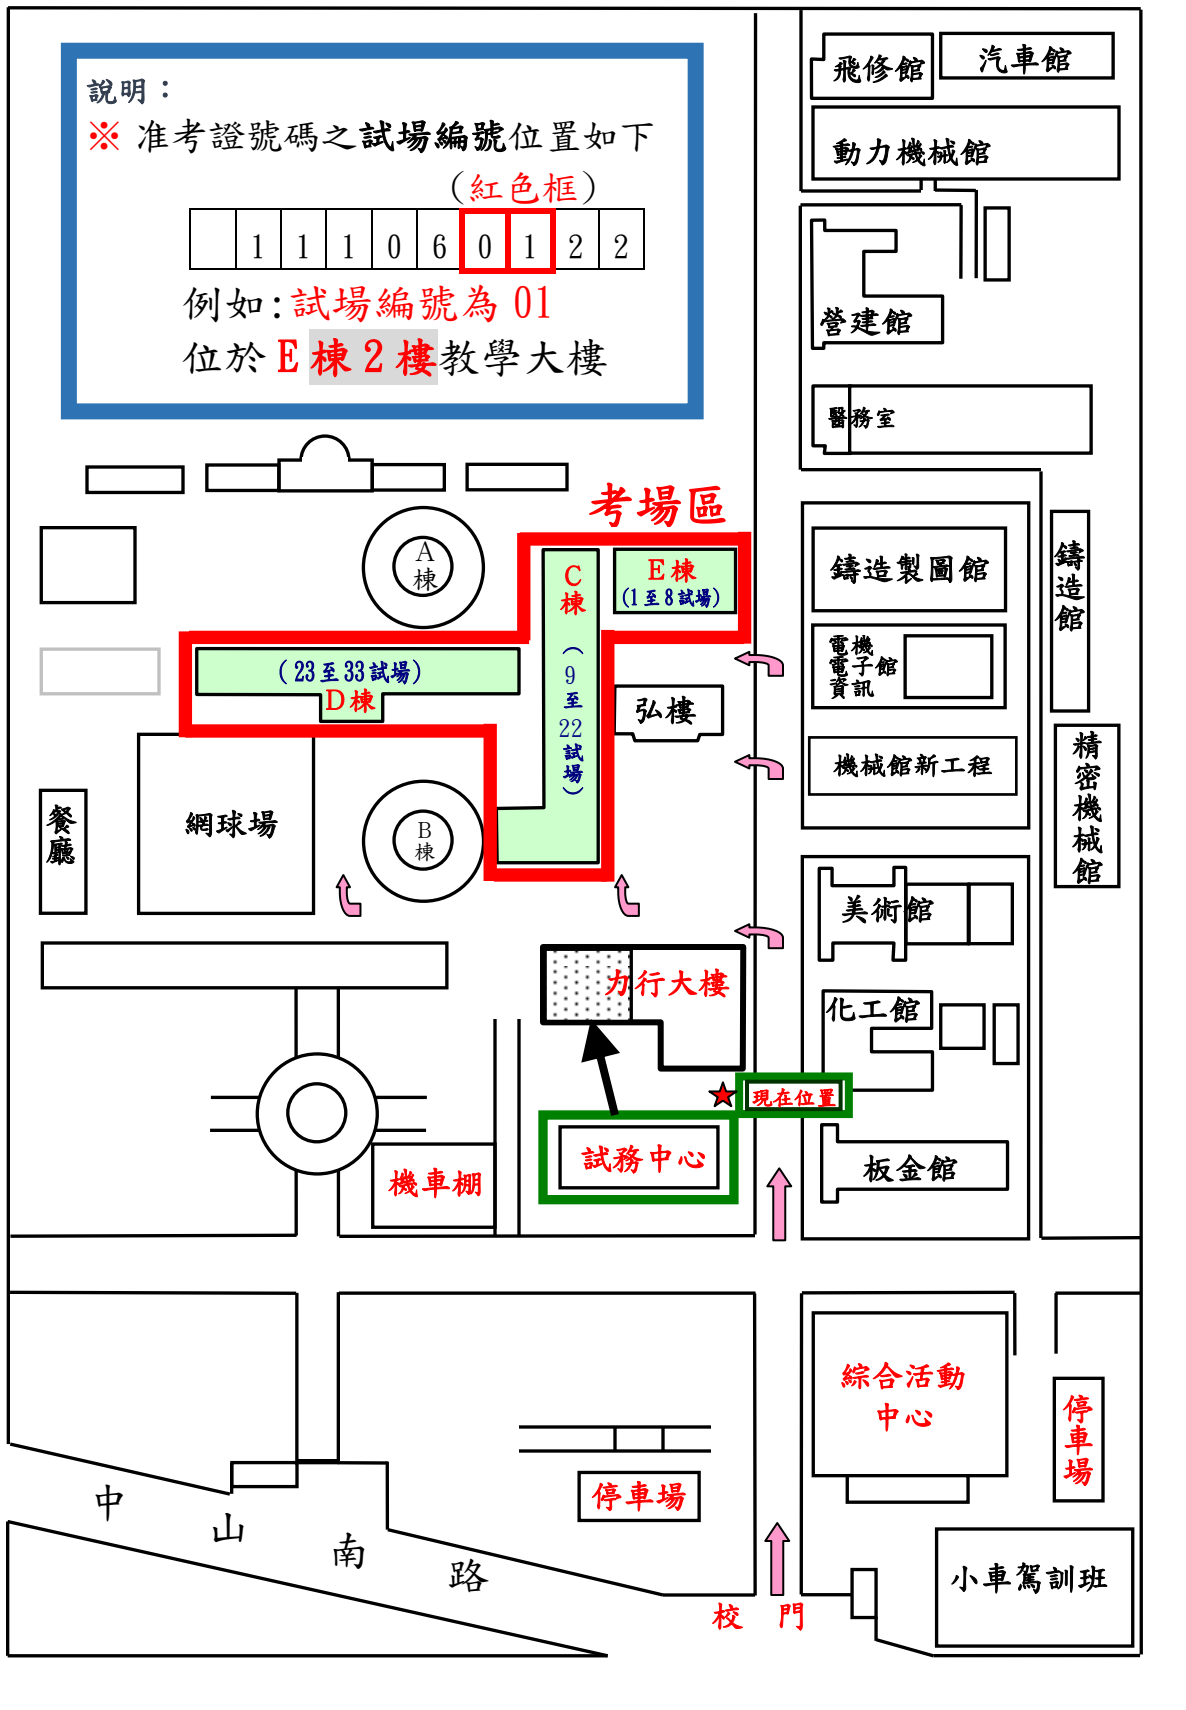 說明：
※ 准考證號碼之試場編號位置如下
(紅色框)
1 1 1 0 6 0 1 2 2
例如:試場編號為 01
位於 E 棟 2 樓教學大樓
飛修館
汽車館
動力機械館
營建館
醫務室
考場區
A
棟
C
棟
(9
至
22
試
場)
E 棟
(1 至 8 試場)
(23 至 33 試場)
D 棟
弘樓
鑄造製圖館
鑄
造
館
電機
電子館
資訊
機械館新工程
精
密
機
械
館
餐
廳
網球場
B
棟
美術館
力行大樓
化工館
現在位置
試務中心
機車棚
板金館
綜合活動
中心
停
車
場
停車場
中 山 南 路
小車駕訓班
校 門